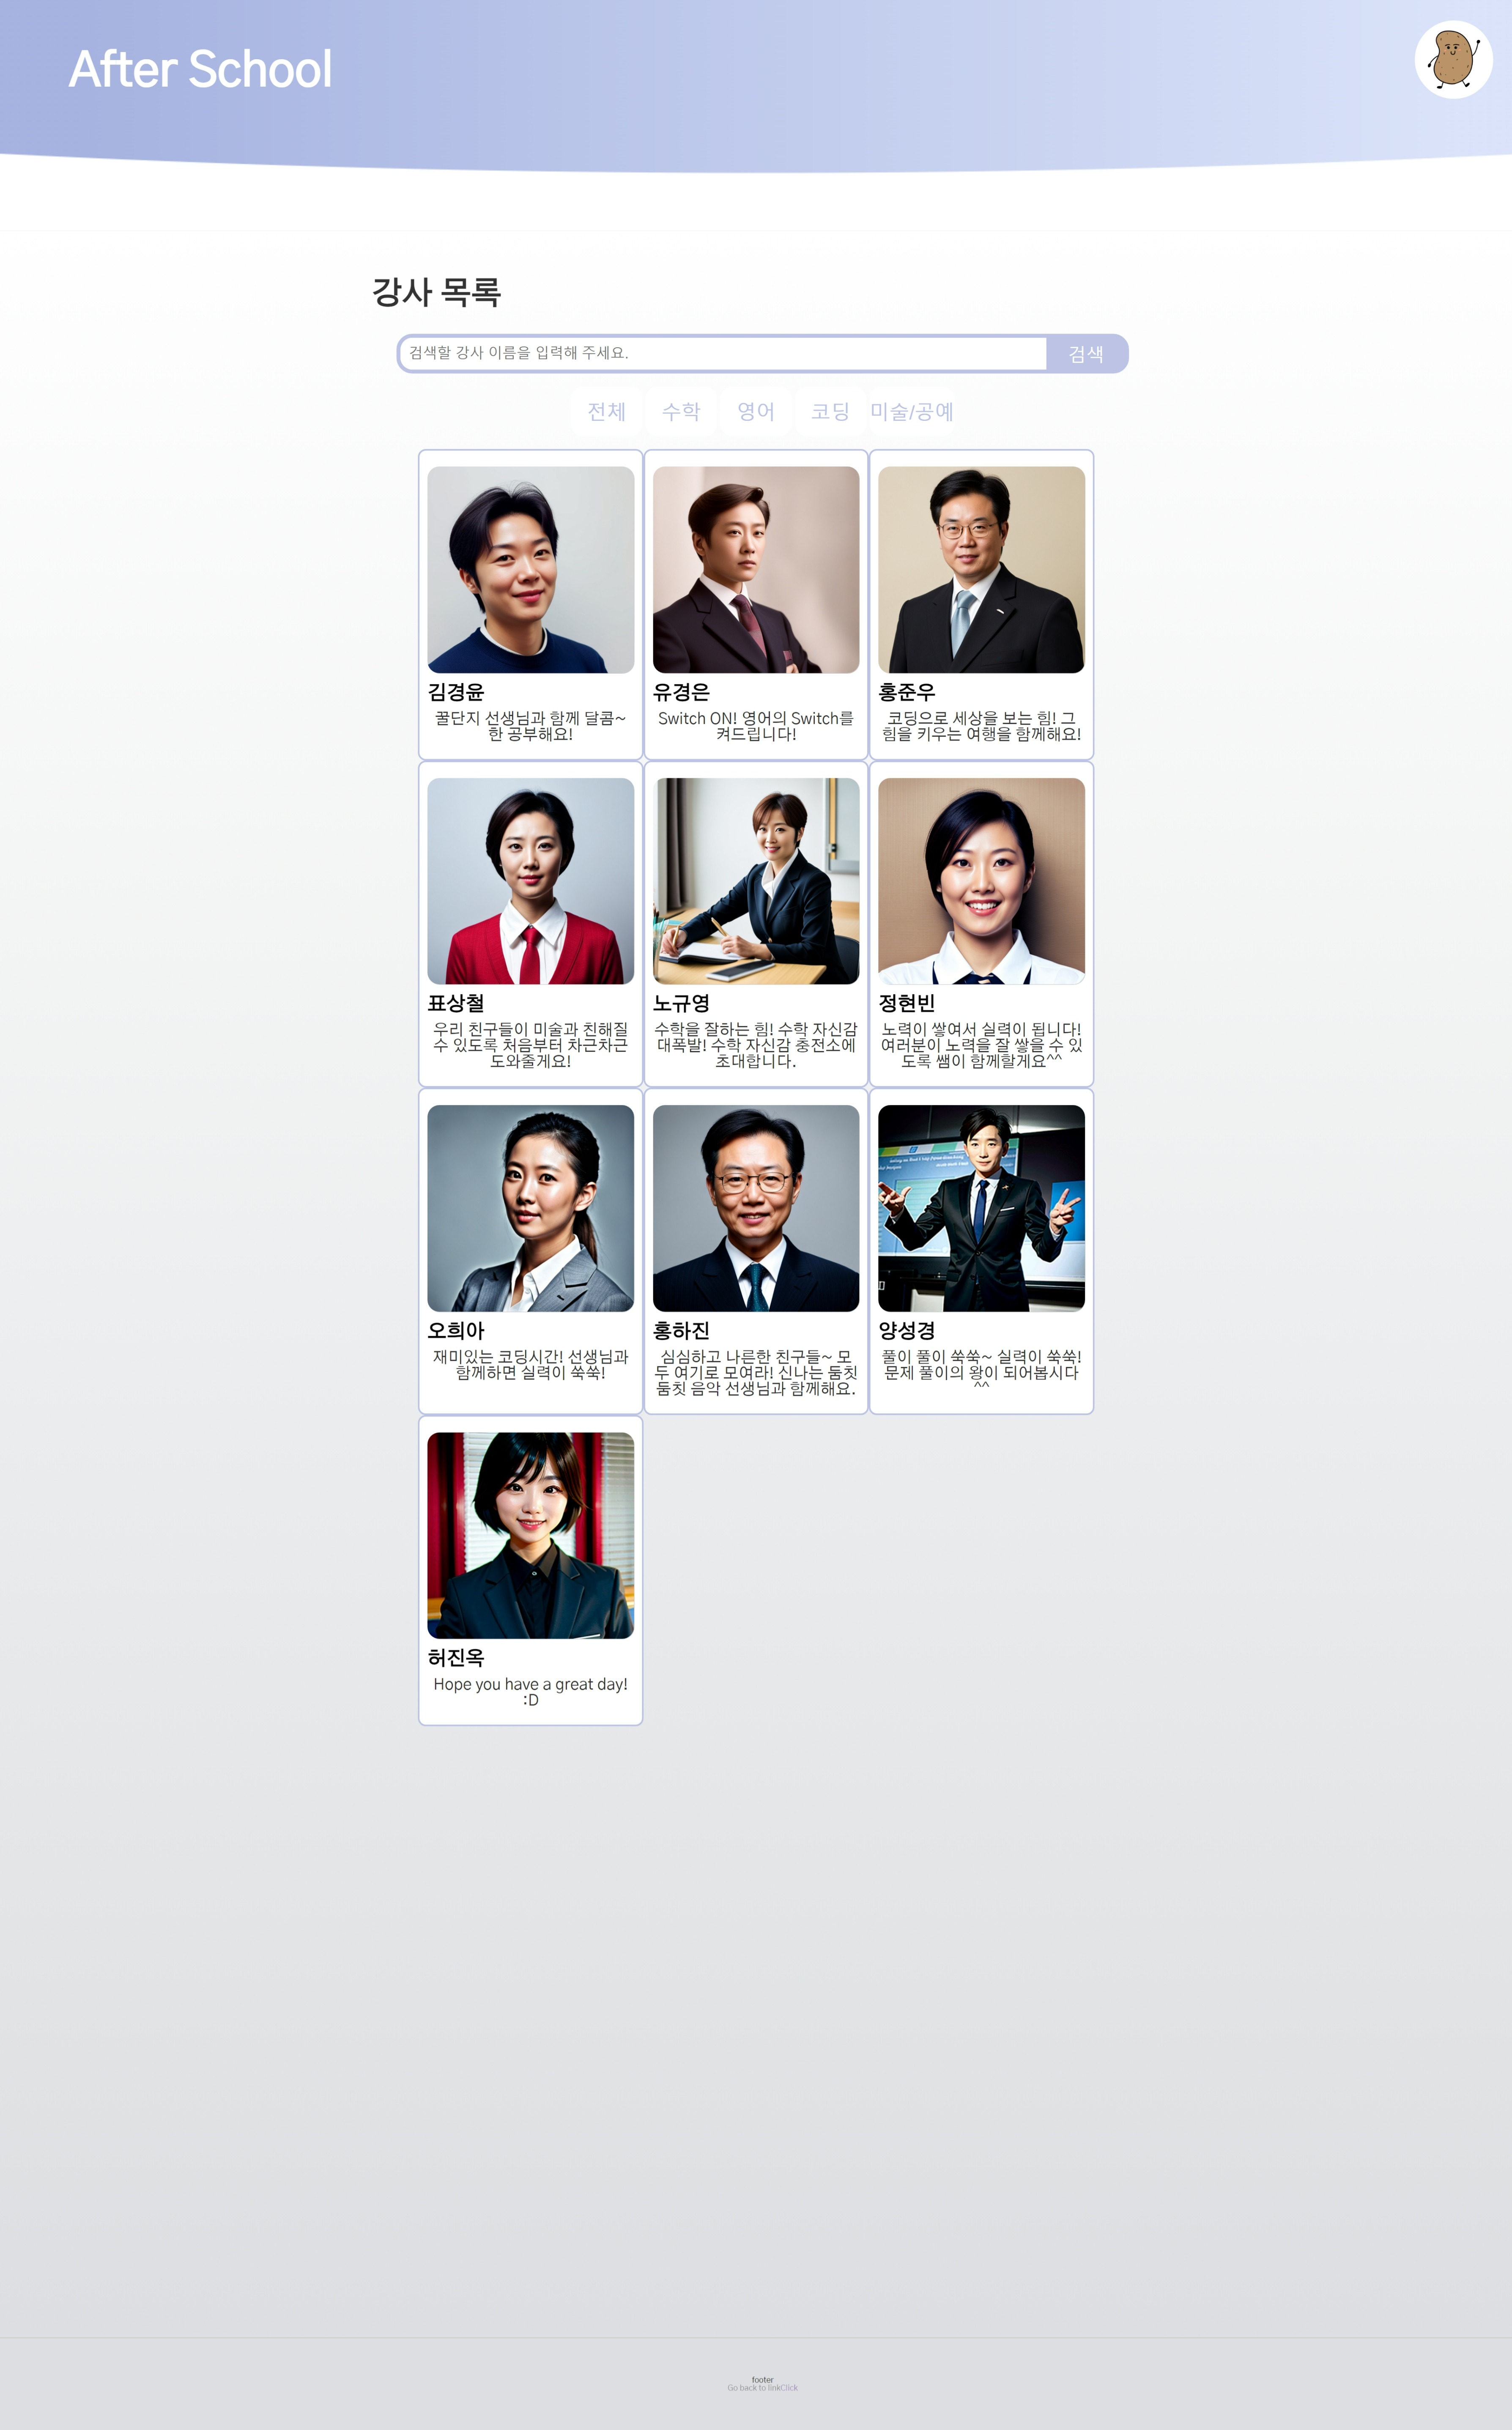 After School
강사 목록
검색할 강사 이름을 입력해 주세요.
검색
전체
수학
영어
코딩
미술/공예
김경윤
꿀단지 선생님과 함께 달콤~
한 공부해요!
유경은
Switch ON! 영어의 Switch를
켜드립니다!
홍준우
코딩으로 세상을 보는 힘! 그
힘을 키우는 여행을 함께해요!
표상철
우리 친구들이 미술과 친해질
수 있도록 처음부터 차근차근
도와줄게요!
노규영
수학을 잘하는 힘! 수학 자신감
대폭발! 수학 자신감 충전소에
초대합니다.
정현빈
노력이 쌓여서 실력이 됩니다!
여러분이 노력을 잘 쌓을 수 있
도록 쌤이 함께할게요^^
오희아
재미있는 코딩시간! 선생님과
함께하면 실력이 쑥쑥!
홍하진
심심하고 나른한 친구들~ 모
두 여기로 모여라! 신나는 둠칫
둠칫 음악 선생님과 함께해요.
양성경
풀이 풀이 쑥쑥~ 실력이 쑥쑥!
문제 풀이의 왕이 되어봅시다
^^
허진옥
Hope you have a great day!
:D
footer
Go back to linkClick